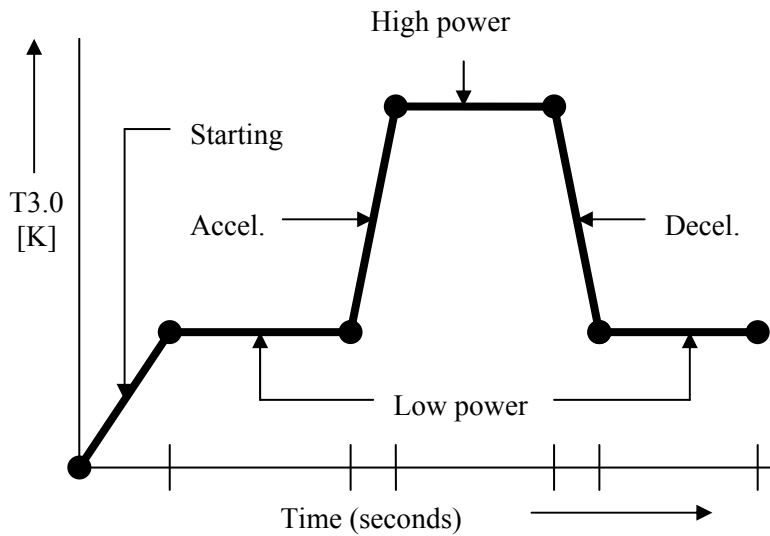 High power
Starting
T3.0
[K]
Accel.
Decel.
Low power
Time (seconds)